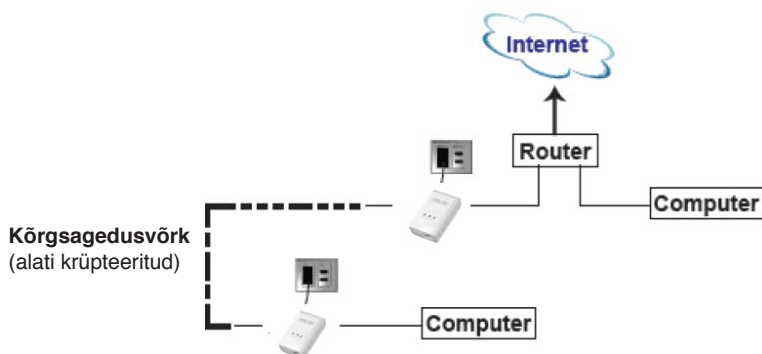 Internet
Router
Computer
Kõrgsagedusvõrk
(alati krüpteeritud)
Computer